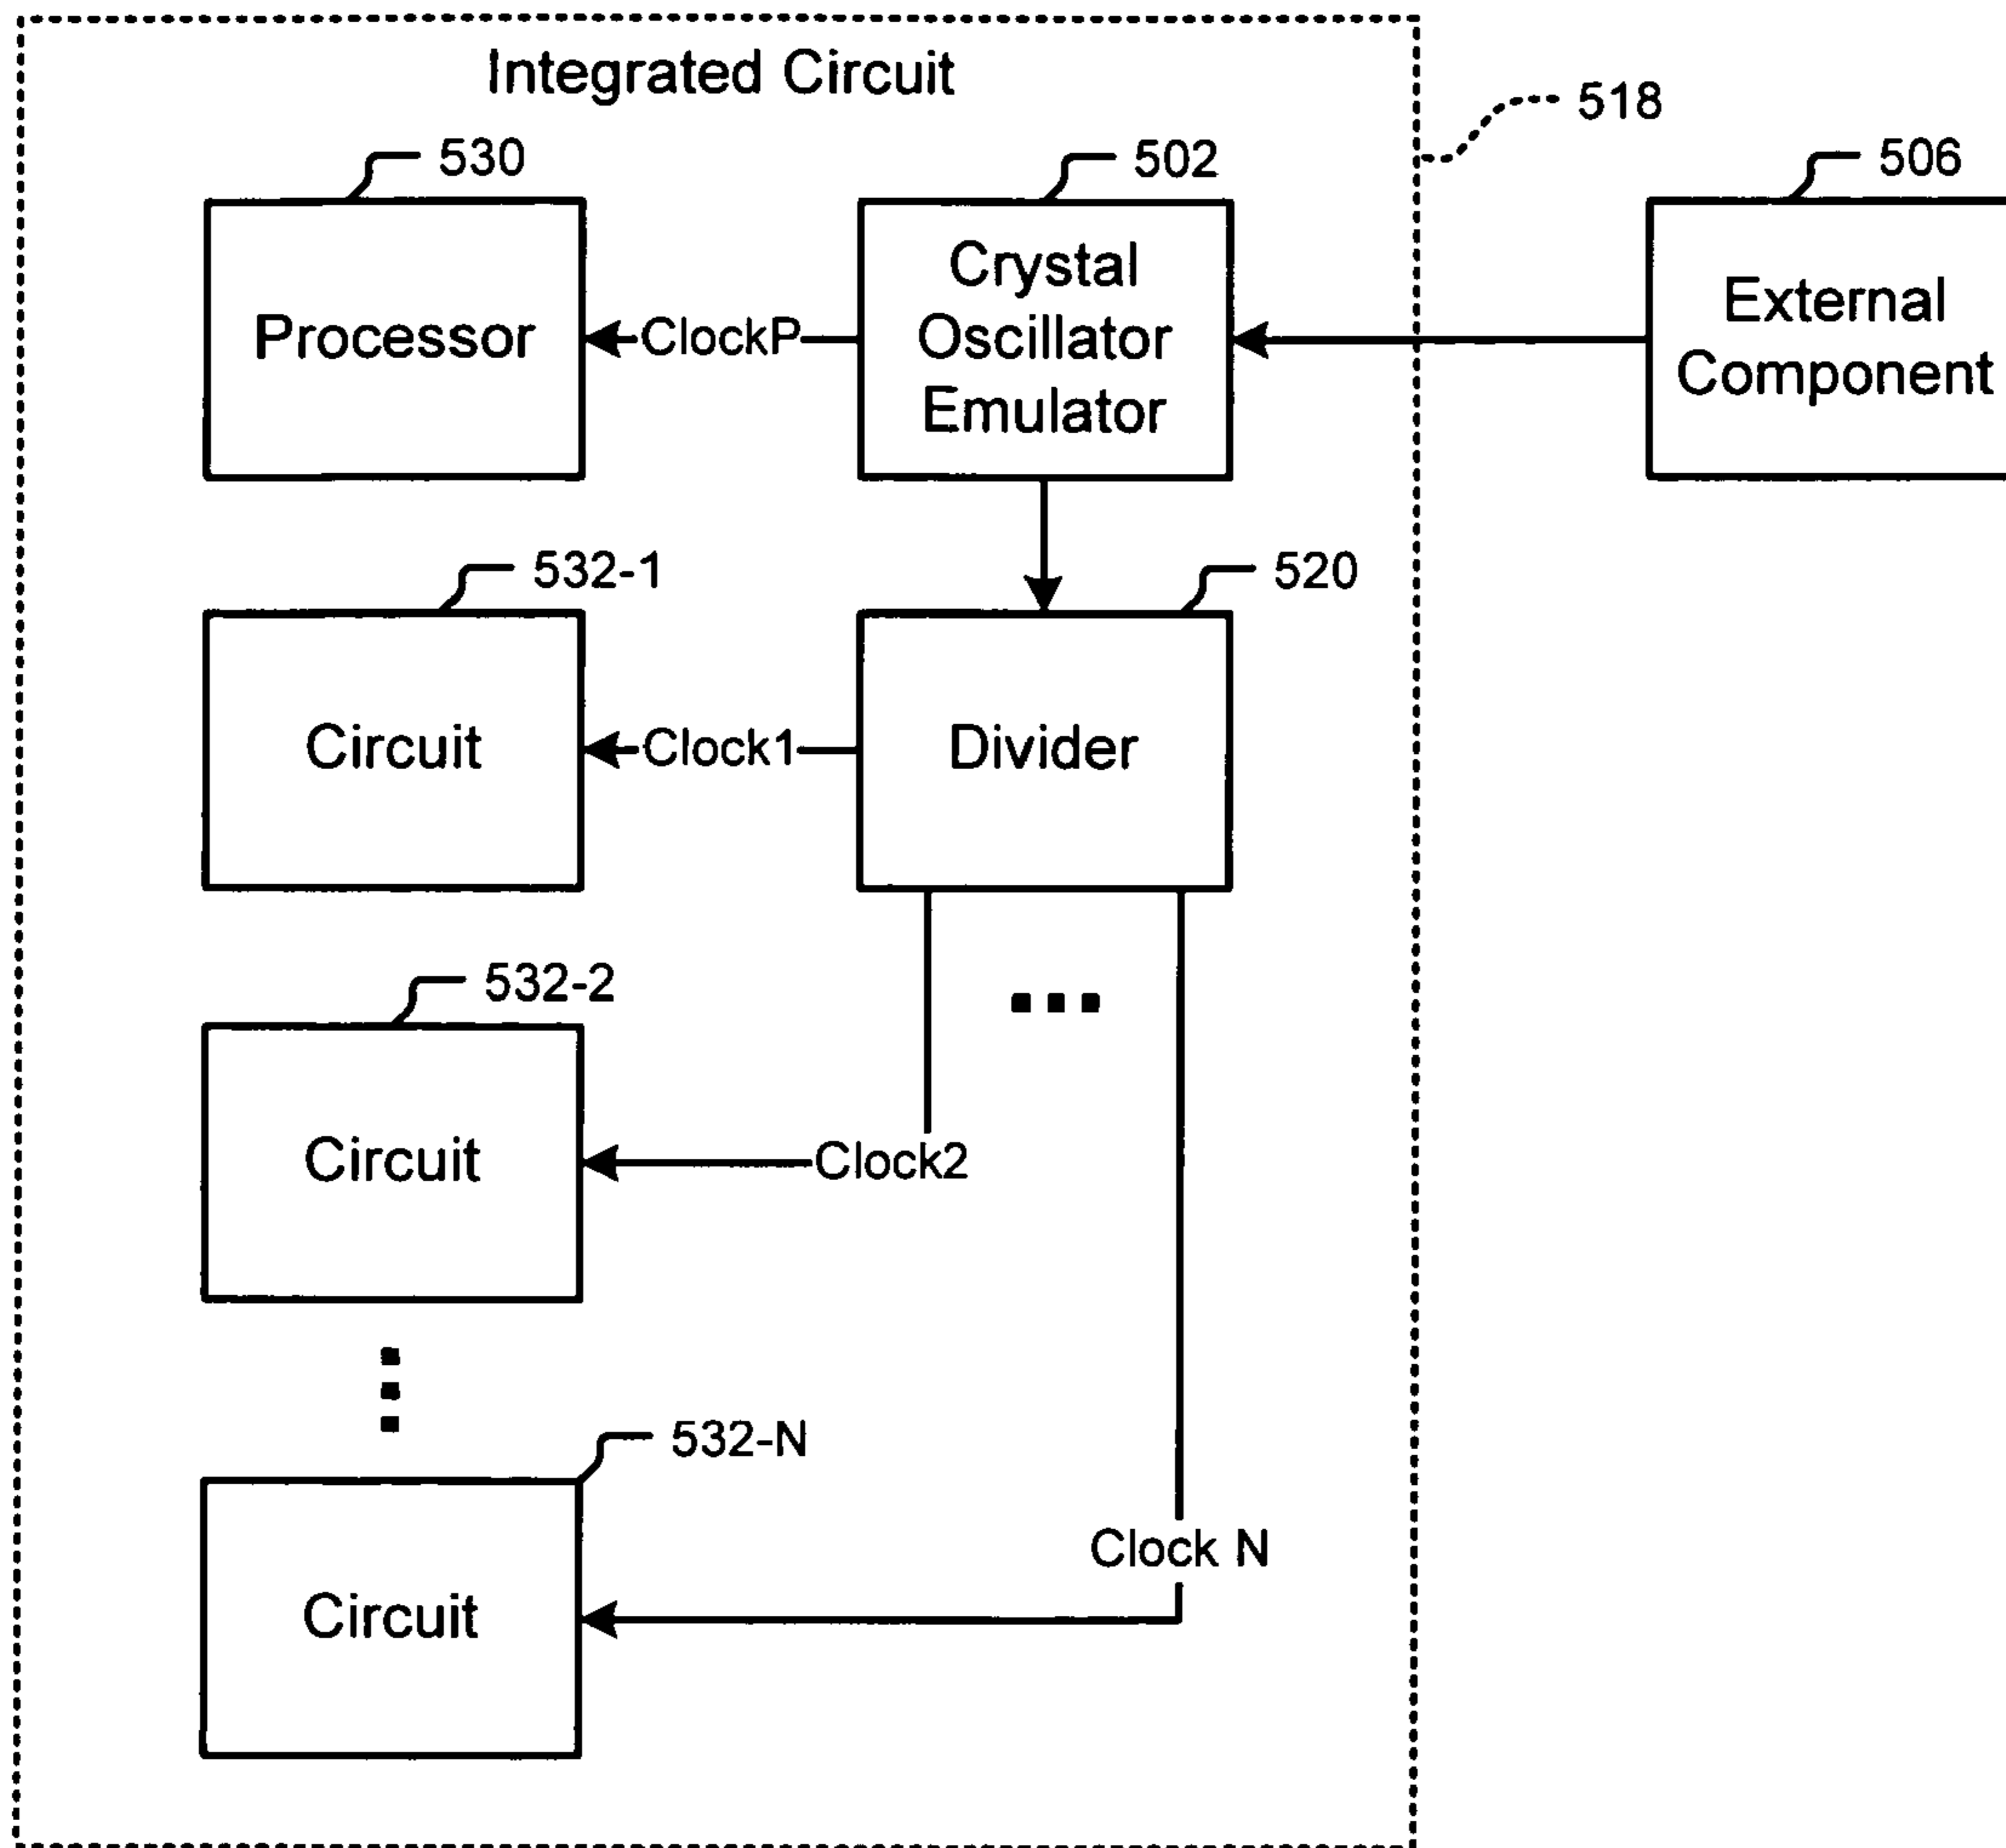 Integrated Circuit
518
530
502
506
Processor
ClockP
Crystal
Oscillator
Emulator
External
Component
532-1
520
Circuit
Clock1
Divider
532-2
Circuit
Clock2
532-N
Clock N
Circuit